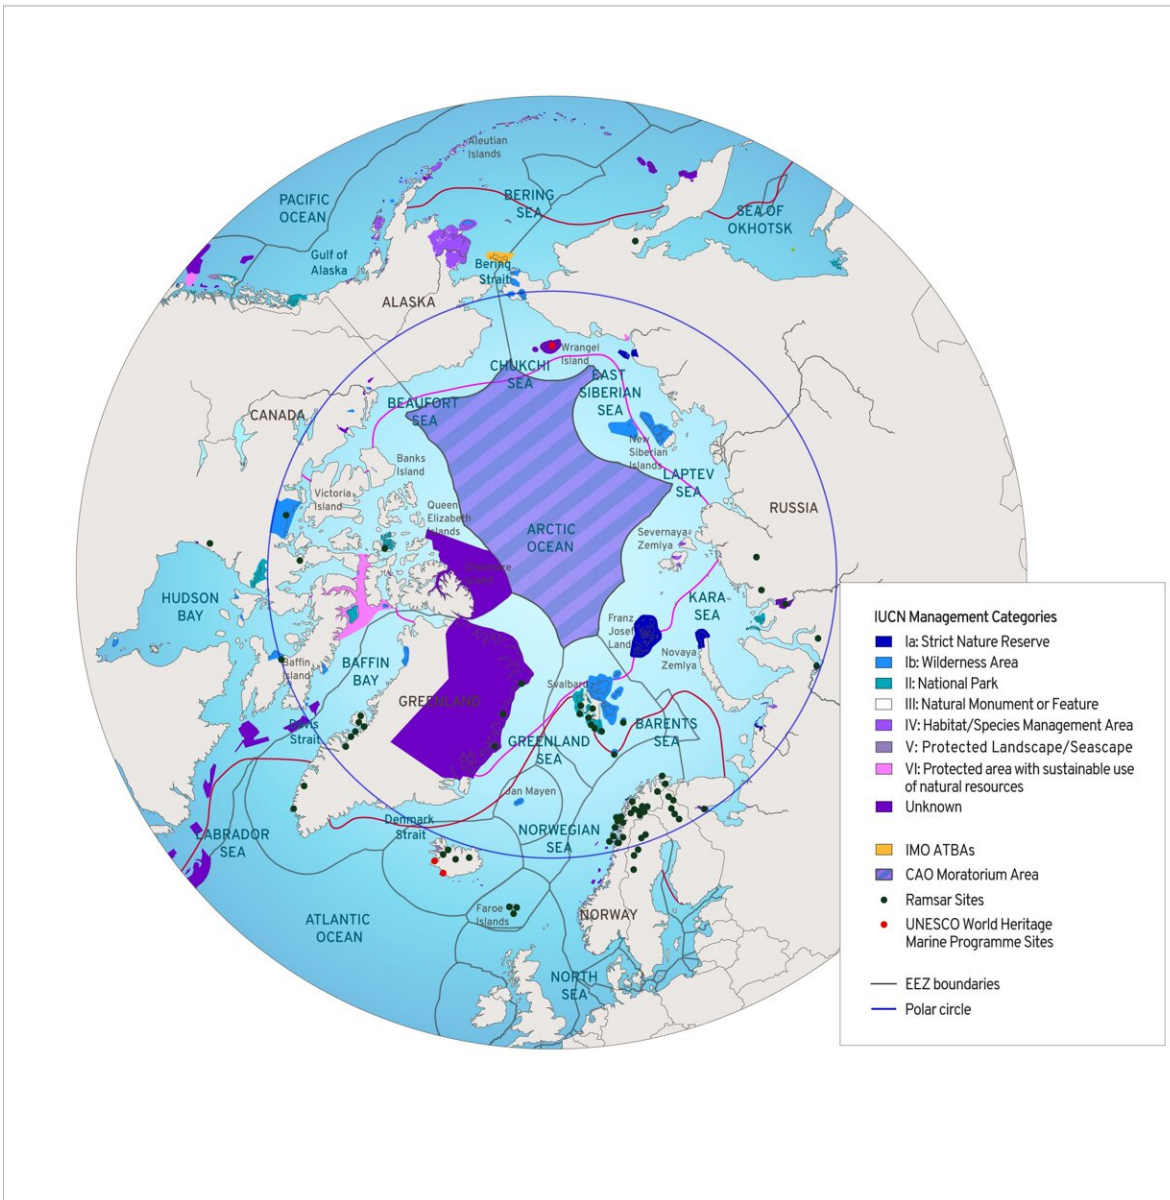 Aleutian
Islands
PACIFIC
OCEAN
BERING
SEA
SEA OF
OKHOTSK
Gulf of
Alaska
Bering
Strait
ALASKA
Wrangel
Island
CHUKCHI
SEA
EAST
SIBERIAN
SEA
BEAUFORT
SEA
CANADA
New
Siberian
Islands
Banks
Island
LAPTEV
SEA
Victoria
Island
Queen
Elizabeth
Islands
RUSSIA
ARCTIC
OCEAN
Severnaya
Zemlya
Ellesmere
Island
HUDSON
BAY
KARA
SEA
Franz
Josef
Land
Novaya
Zemlya
Baffin
Island
BAFFIN
BAY
Svalbard
GREENLAND
BARENTS
SEA
Davis
Strait
GREENLAND
SEA
Jan Mayen
Denmark
Strait
NORWEGIAN
SEA
LABRADOR
SEA
Faroe
Islands
NORWAY
ATLANTIC
OCEAN
NORTH
SEA
IUCN Management Categories
Ia: Strict Nature Reserve
Ib: Wilderness Area
II: National Park
III: Natural Monument or Feature
IV: Habitat/Species Management Area
V: Protected Landscape/Seascape
VI: Protected area with sustainable use
of natural resources
Unknown
IMO ATBAs
CAO Moratorium Area
Ramsar Sites
UNESCO World Heritage
Marine Programme Sites
EEZ boundaries
Polar circle